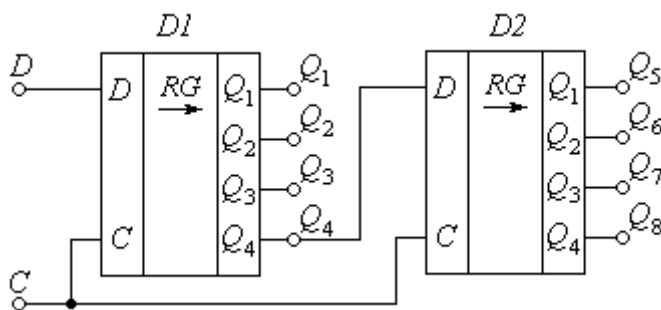 D1 D2
D D RG Q1 Q1 D RG Q1 Q5
Q2 Q2 Q2 Q6
Q3 Q3 Q3 Q7
C Q4 Q4 C Q4 Q8
C